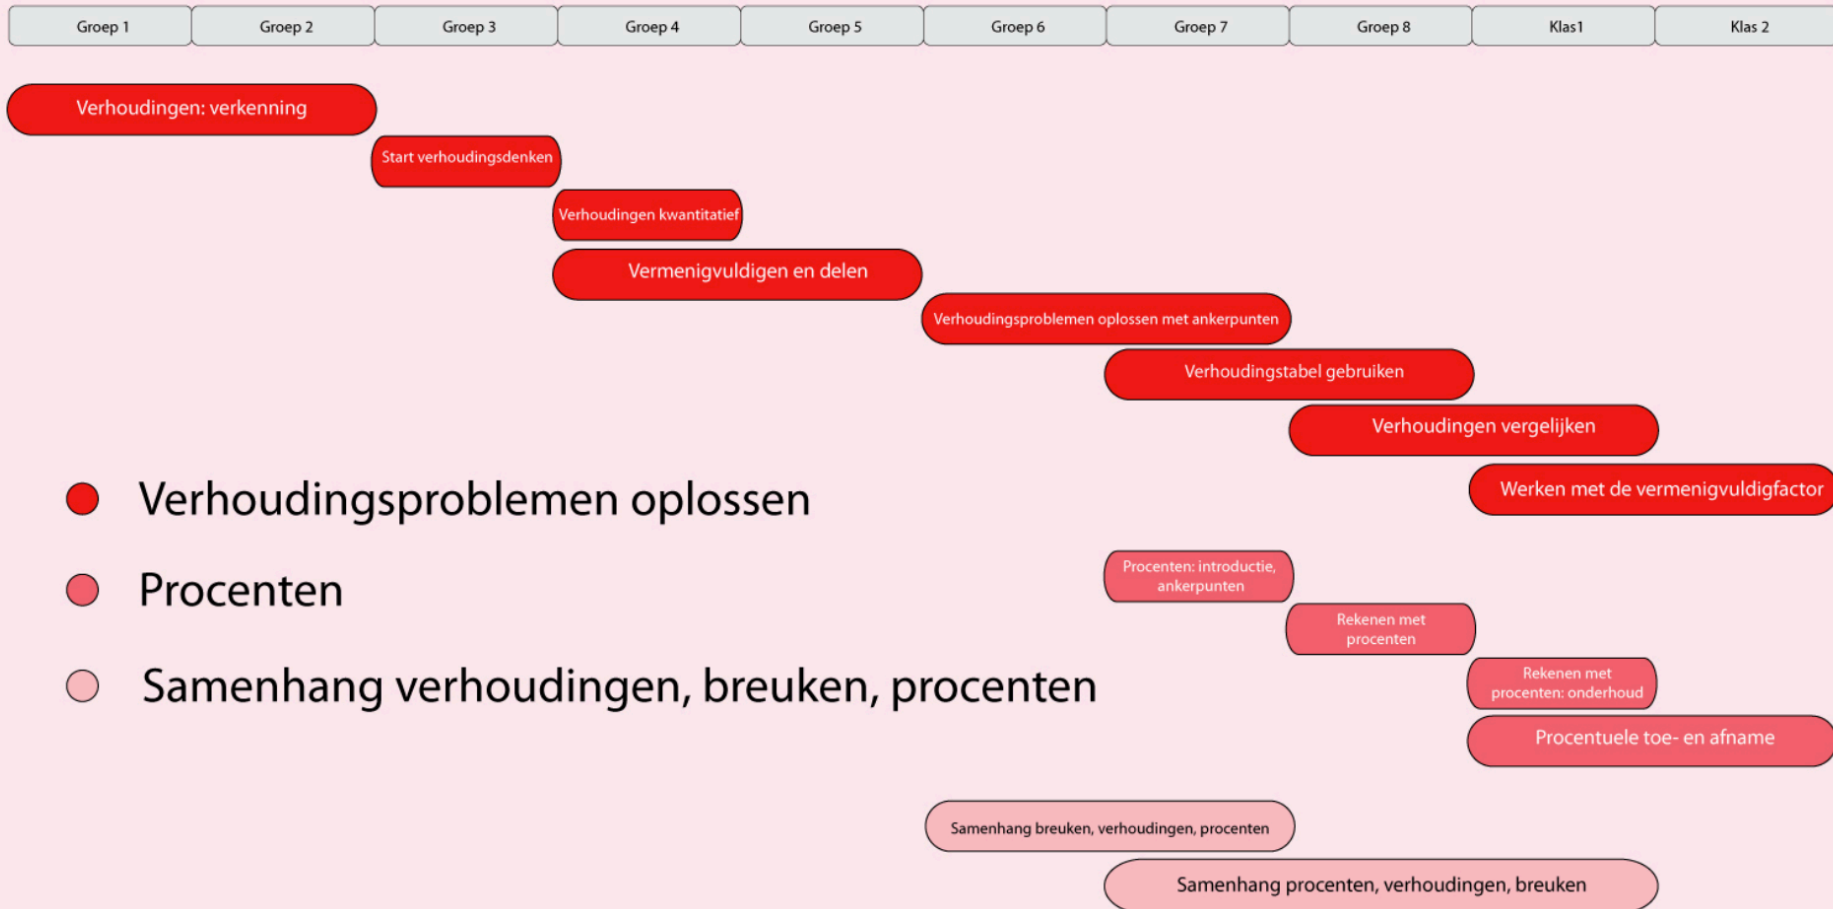 Groep 1
Groep 2
Groep 3
Groep 4
Groep 5
Groep 6
Groep 7
Groep 8
Klas1
Klas 2
Verhoudingen: verkenning
Start verhoudingsdenken
Verhoudingen kwantitatief
Vermenigvuldigen en delen
Verhoudingsproblemen oplossen met ankerpunten
Verhoudingstabel gebruiken
Verhoudingen vergelijken
Werken met de vermenigvuldigfactor
Verhoudingsproblemen oplossen
Procenten
Samenhang verhoudingen, breuken, procenten
Procenten: introductie,
ankerpunten
Rekenen met
procenten
Rekenen met
procenten: onderhoud
Procentuele toe- en afname
Samenhang breuken, verhoudingen, procenten
Samenhang procenten, verhoudingen, breuken